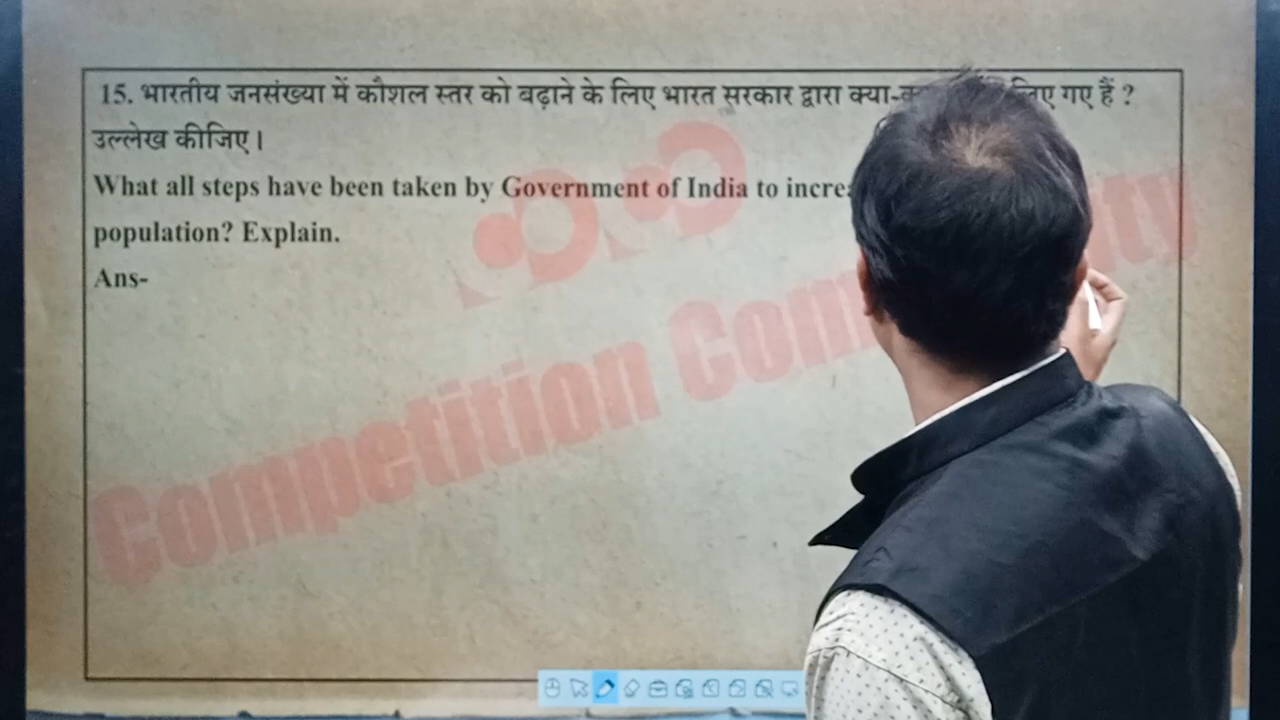 15. भारतीय जनसंख्या में कौशल स्तर को बढ़ाने के लिए भारत सरकार द्वारा क्या- गए हैं ?
उल्लेख कीजिए।
What all steps have been taken by Government of India to
population? Explain.
Ans-
Competition